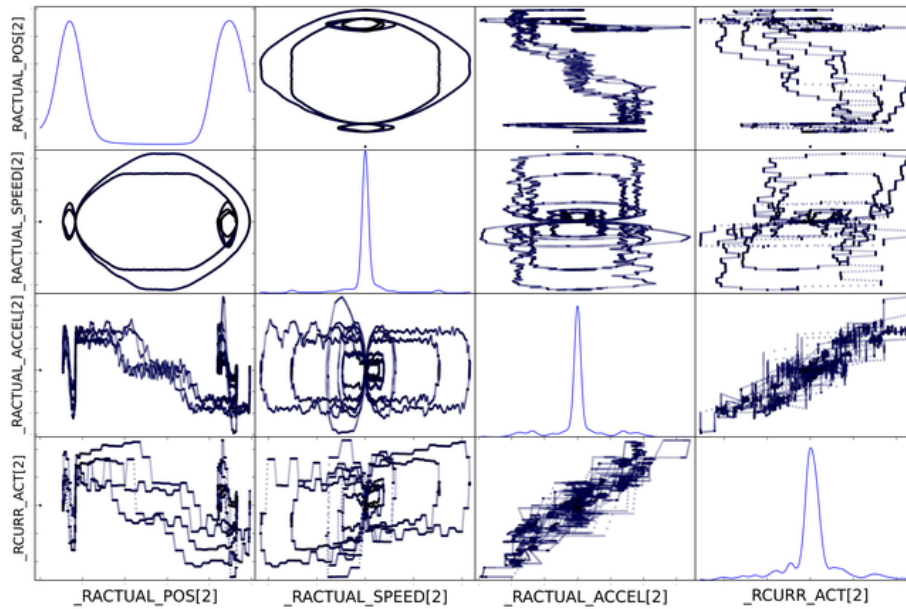 _RACTUAL_POS[2]
_RACTUAL_SPEED[2]
_RACTUAL_ACCEL[2]
_RCURR_ACT[2]
_RACTUAL_POS[2]
_RACTUAL_SPEED[2]
_RACTUAL_ACCEL[2]
_RCURR_ACT[2]